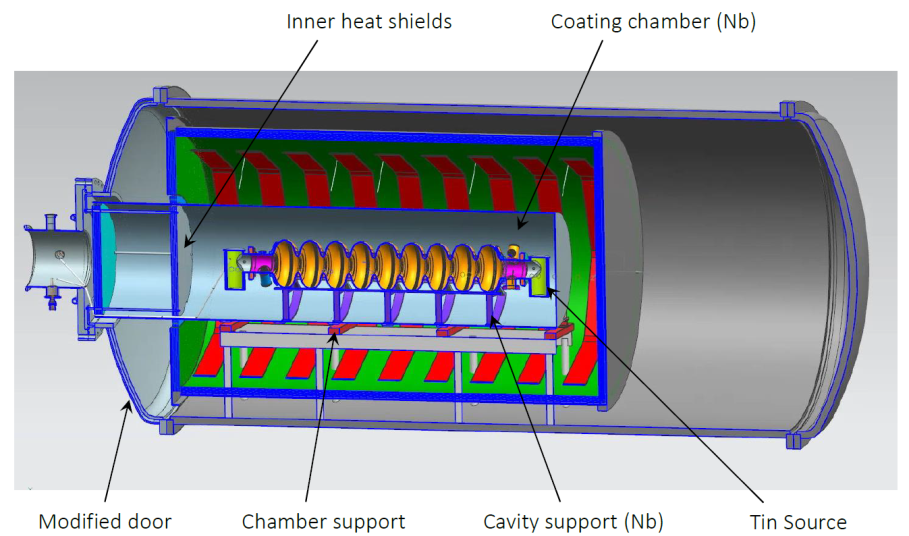 Inner heat shields
Coating chamber (Nb)
Modified door
Chamber support
Cavity support (Nb)
Tin Source